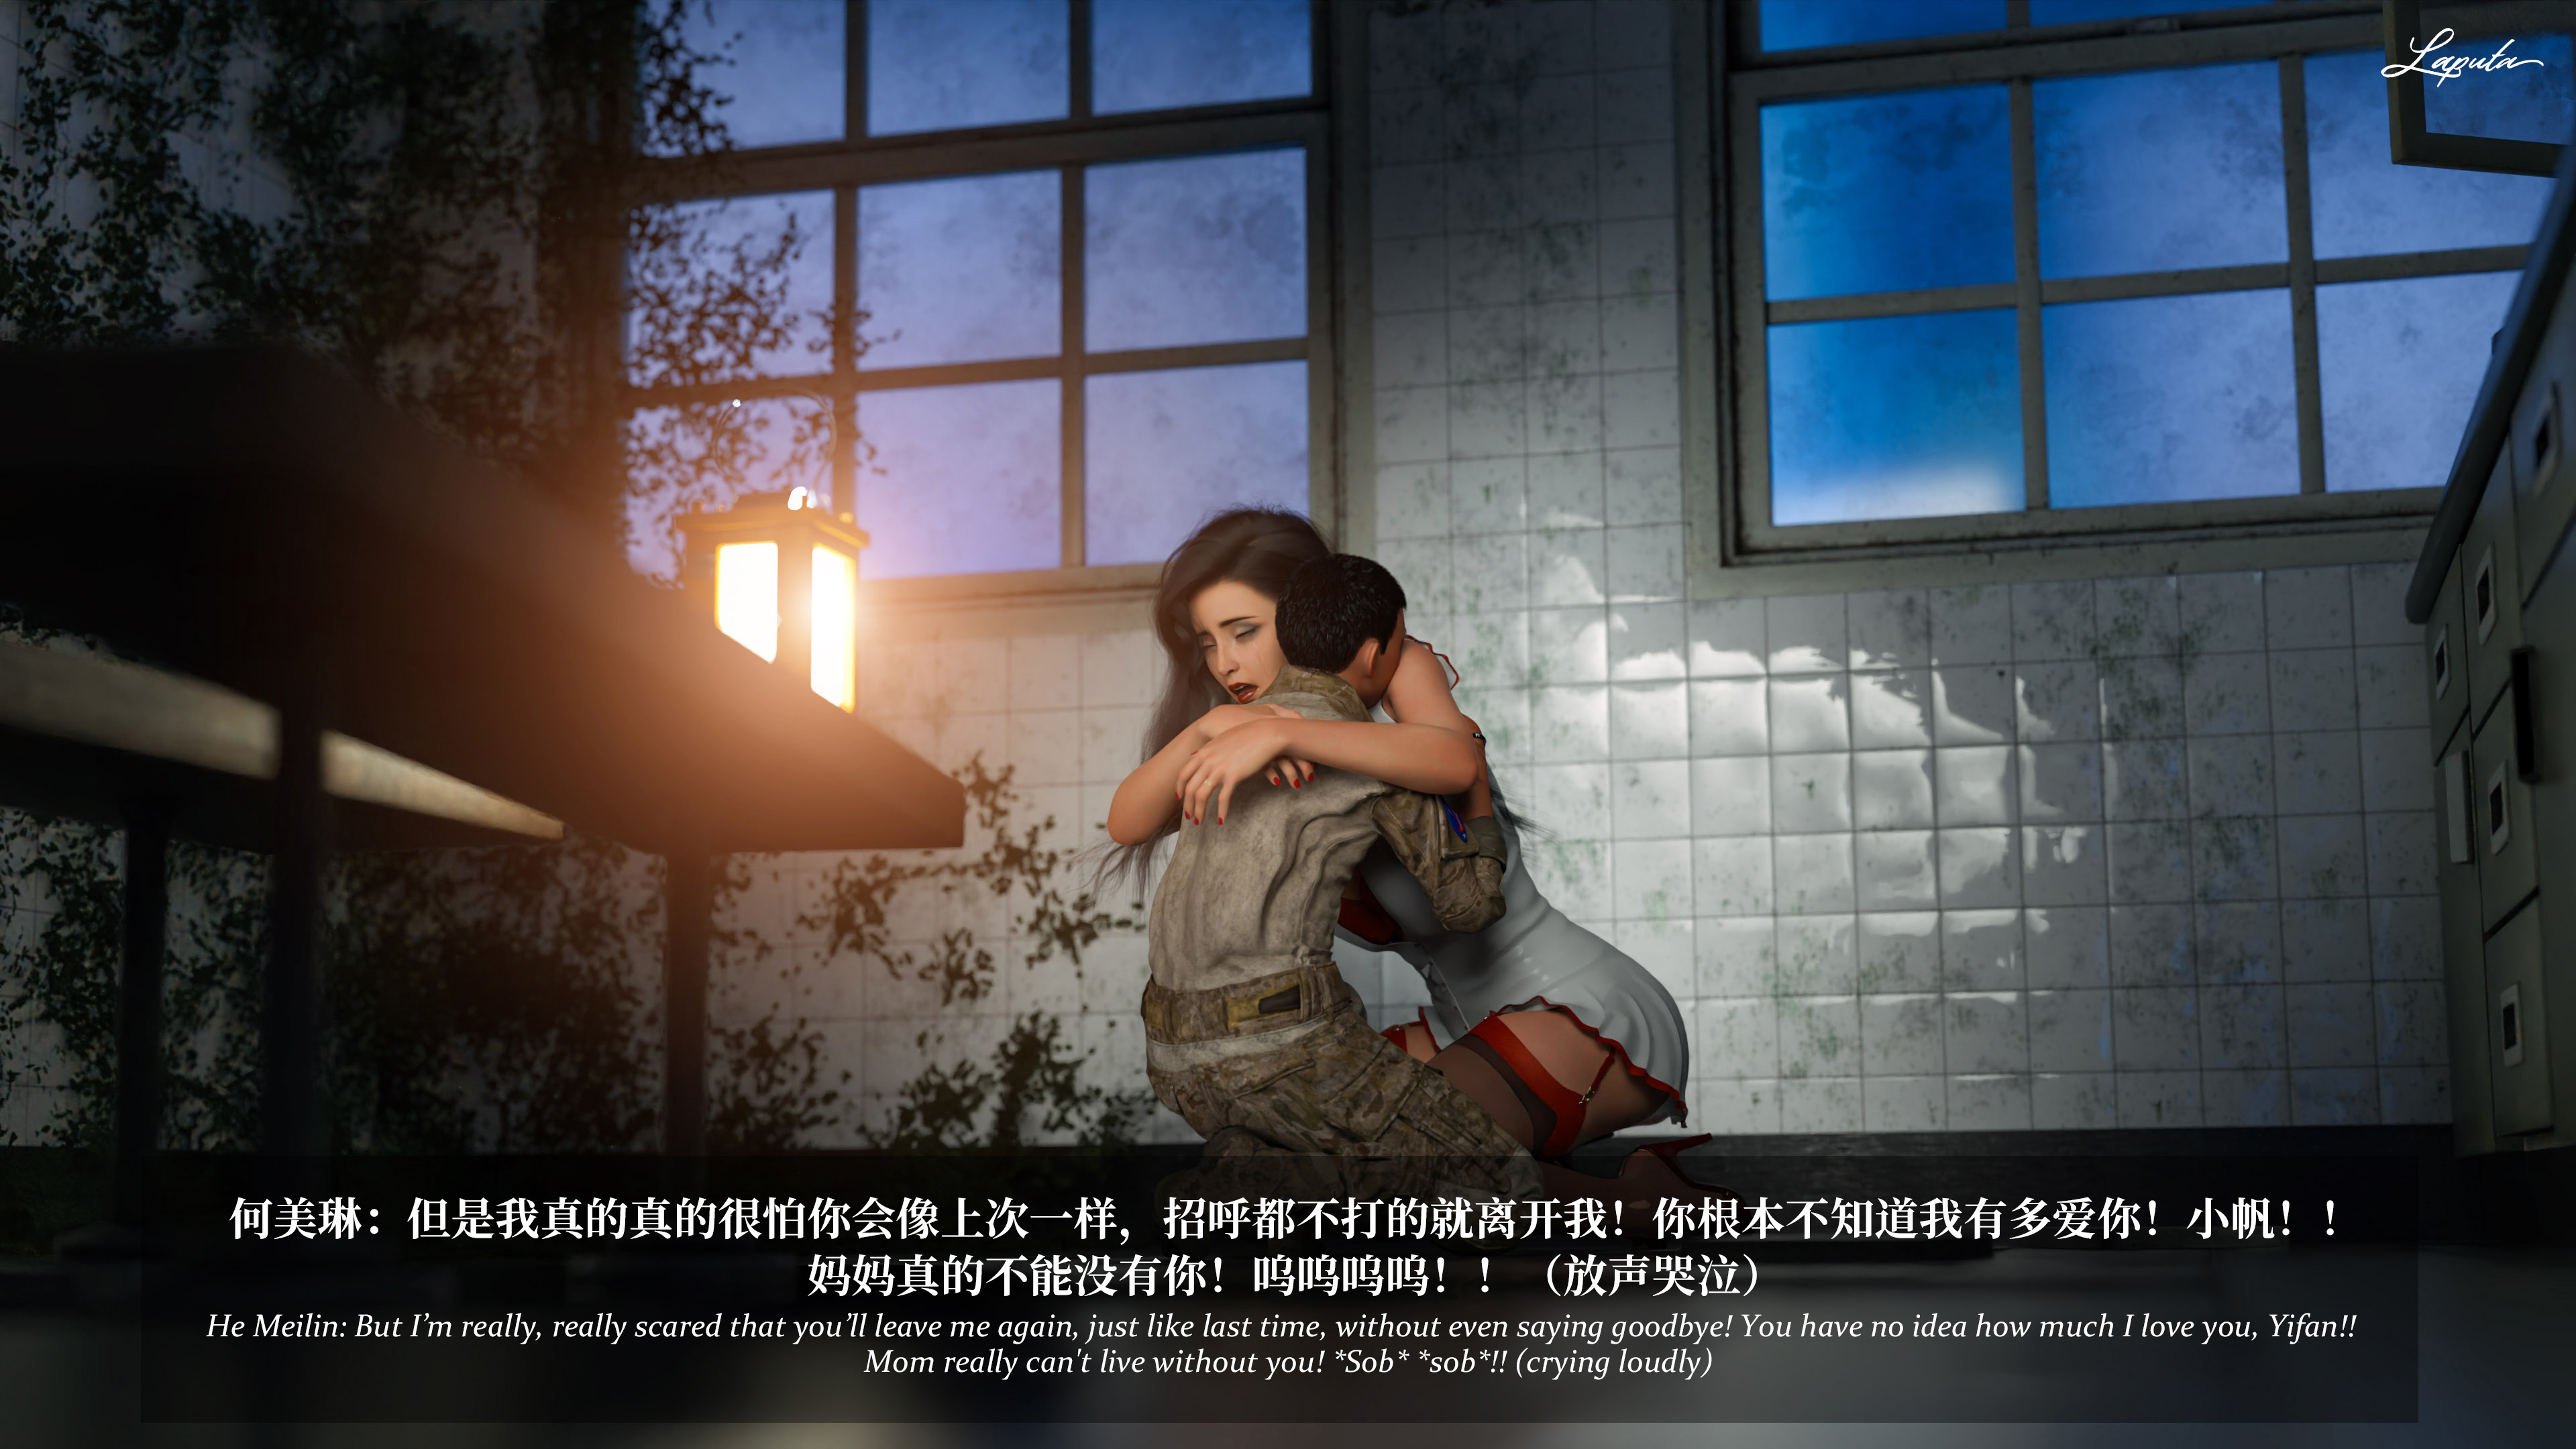 Laputa
何美琳：但是我真的真的很怕你会像上次一样，招呼都不打的就离开我！你根本不知道我有多爱你！小帆！！
妈妈真的不能没有你！呜呜呜呜！！（放声哭泣）
He Meilin: But I’m really, really scared that you’ll leave me again, just like last time, without even saying goodbye! You have no idea how much I love you, Yifan!!
Mom really can't live without you! *Sob* *sob*!! (crying loudly)